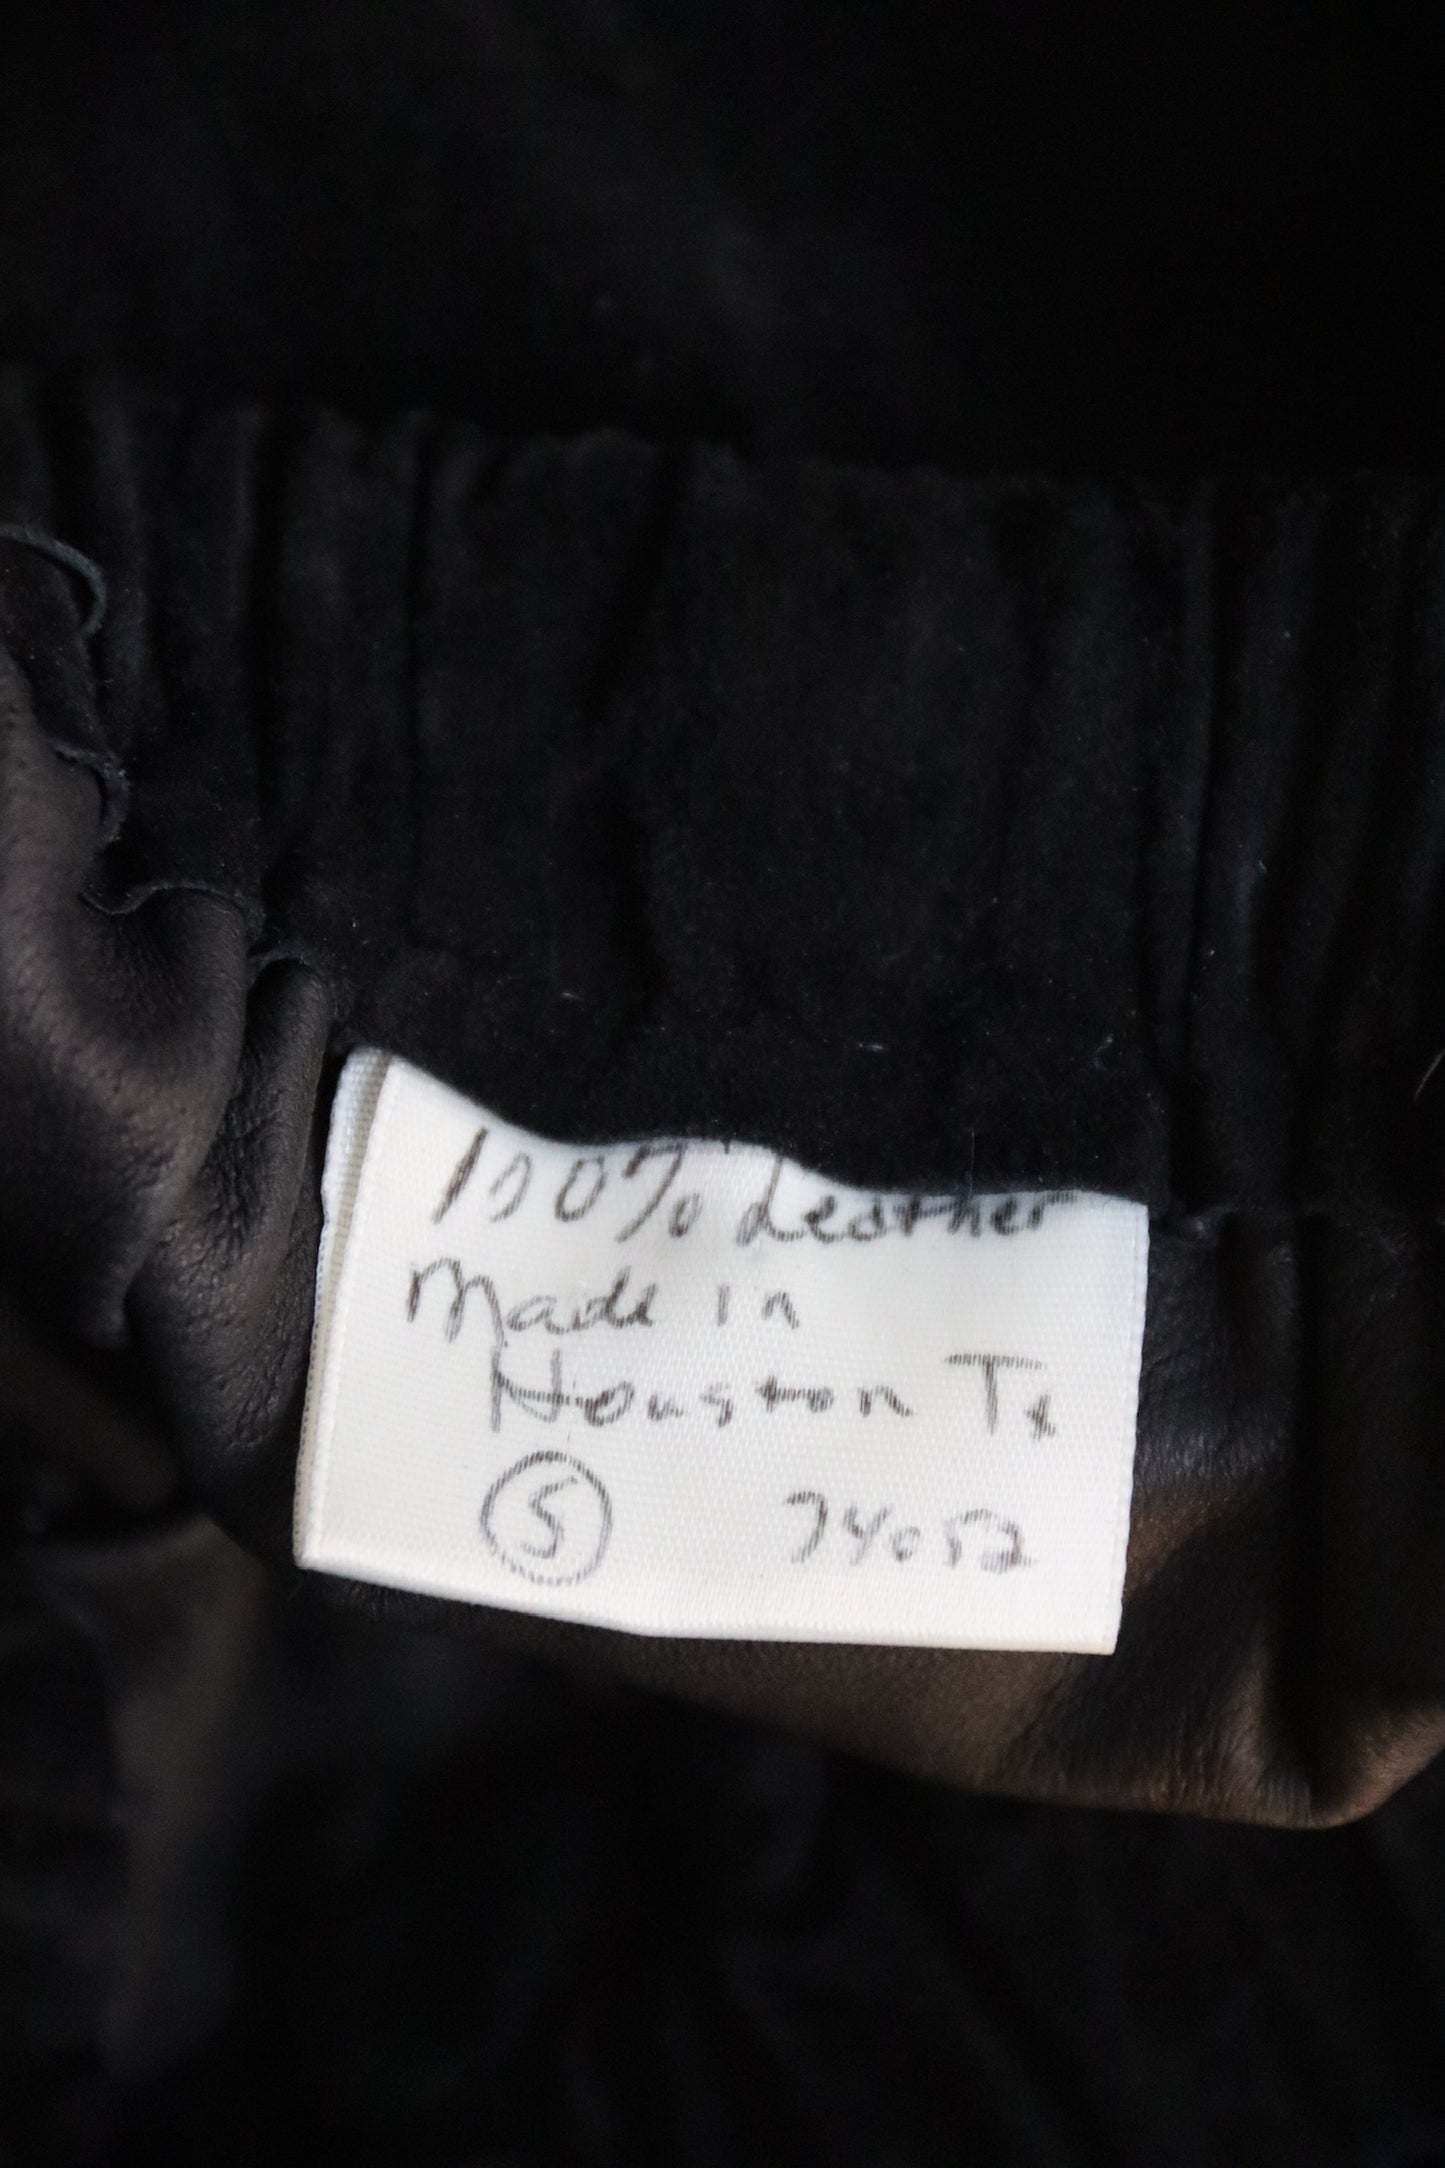 100% Leather
Made in
Houston Tx
S 74052